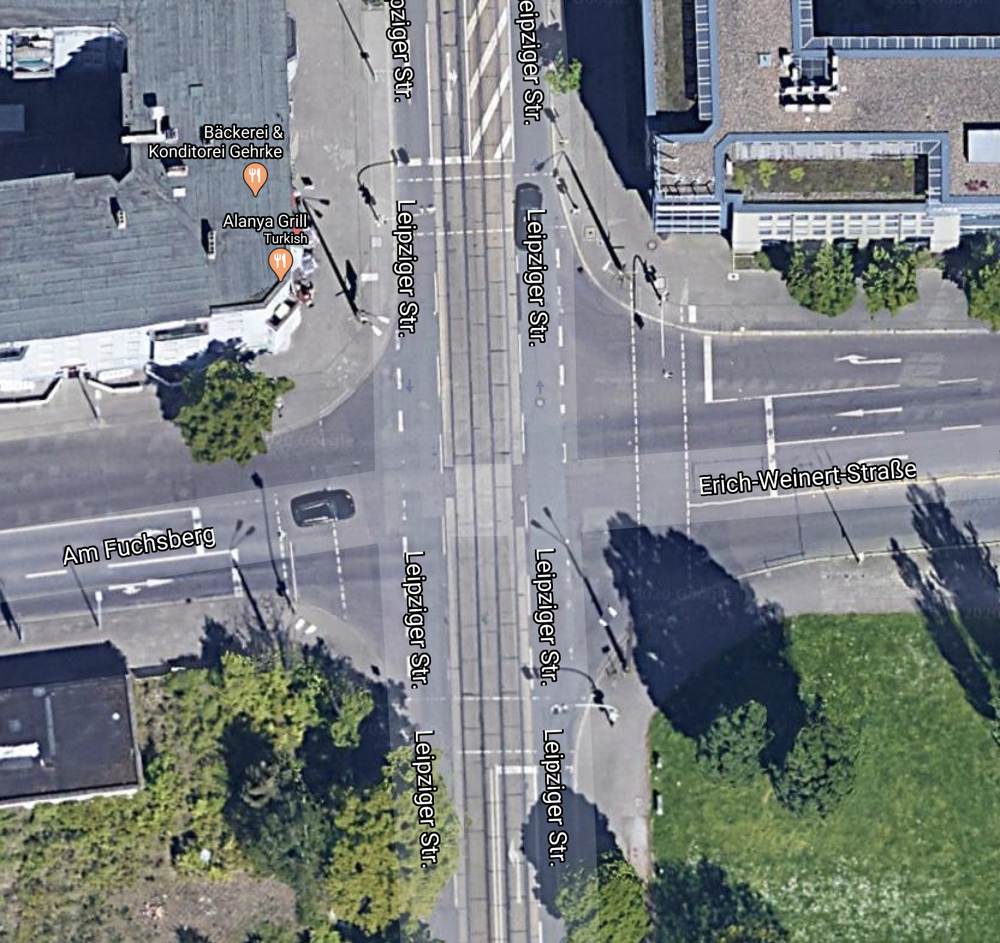 pziger Str.
eipziger Str.
Bäckerei &
Konditorei Gehrke
Leipziger Str.
Leipziger Str.
Alanya Grill
Turkish
Erich-Weinert-Straße
Am Fuchsberg
Leipziger Str.
Leipziger Str.
Leipziger Str.
Leipziger Str.